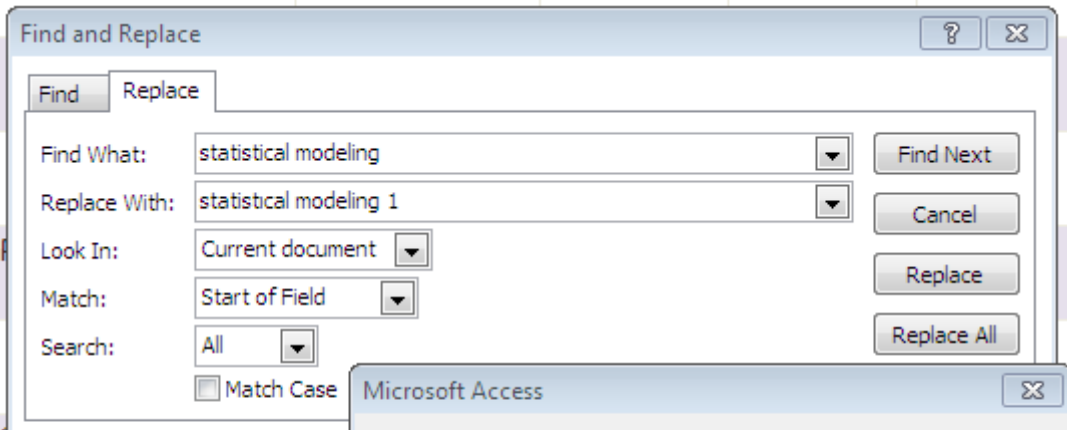 Find and Replace
Find Replace
Find What: statistical modeling Find Next
Replace With: statistical modeling 1 Cancel
Look In: Current document
Match: Start of Field Replace
Search: All Replace All
Match Case
Microsoft Access